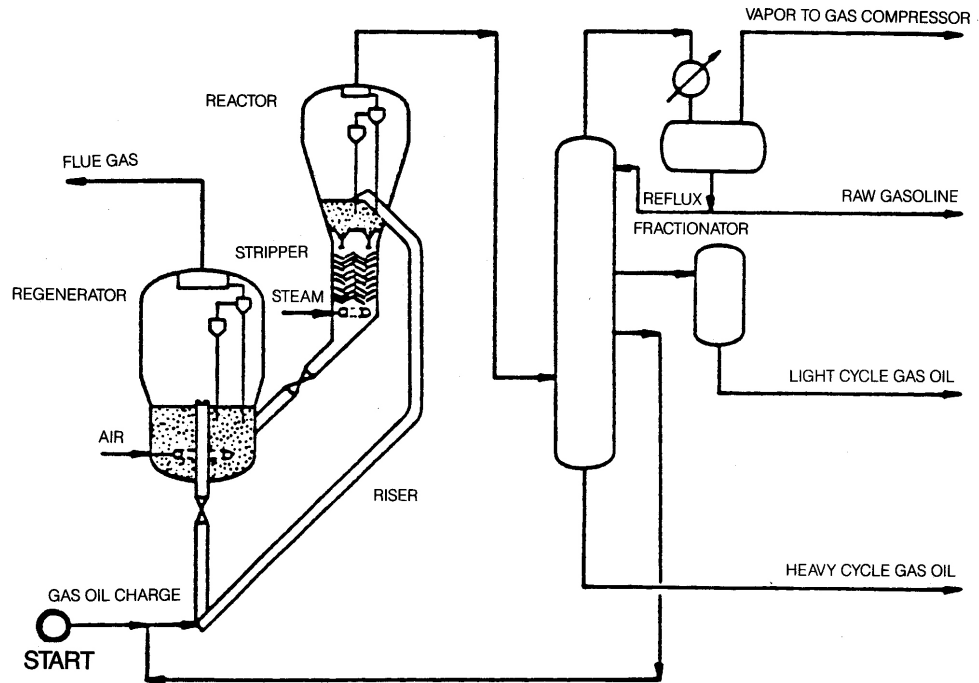 VAPOR TO GAS COMPRESSOR
REACTOR
FLUE GAS
REFLUX
RAW GASOLINE
FRACTIONATOR
STRIPPER
REGENERATOR
STEAM
LIGHT CYCLE GAS OIL
AIR
RISER
HEAVY CYCLE GAS OIL
GAS OIL CHARGE
START